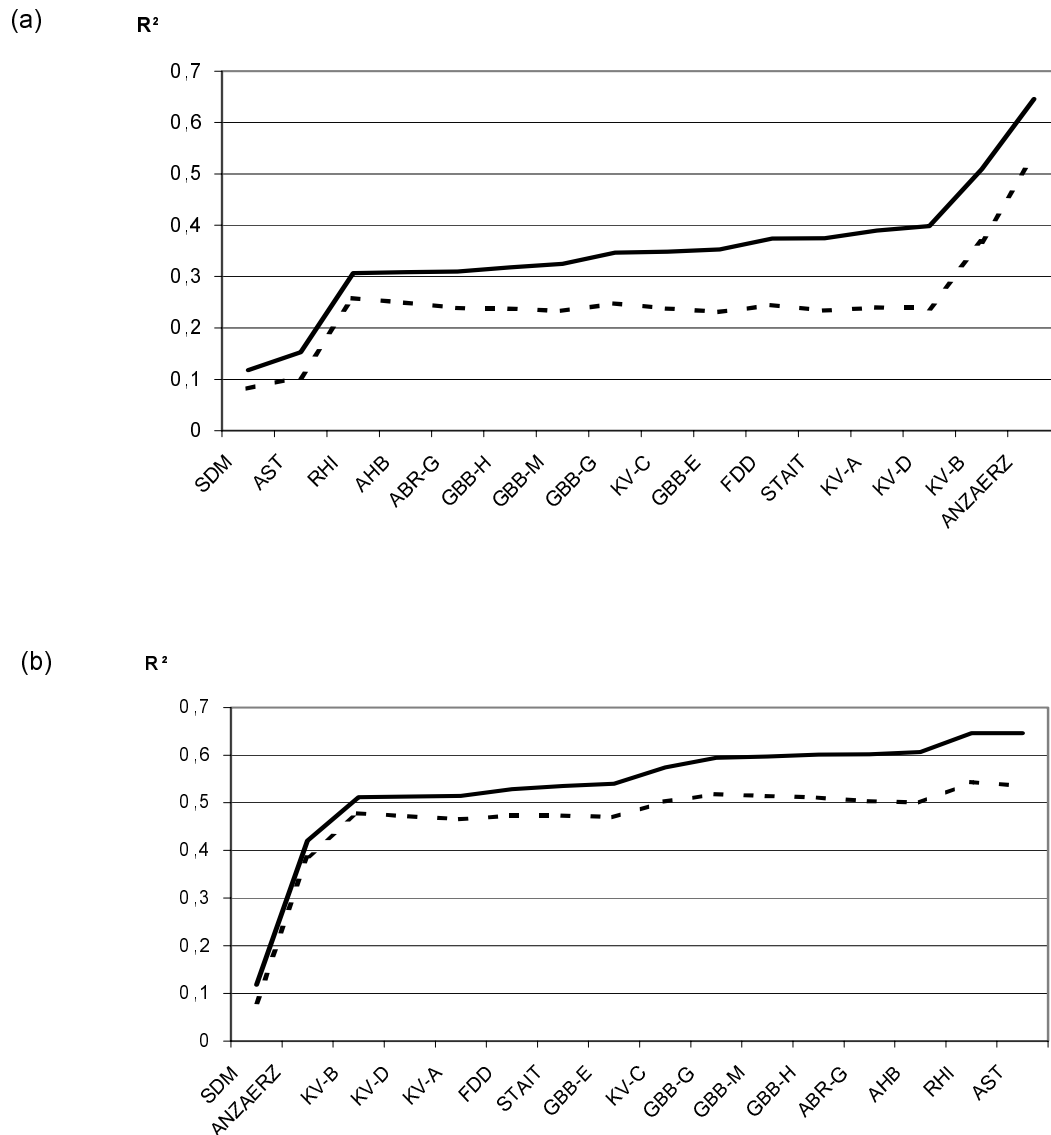 (a)
R²
0,7
0,6
0,5
0,4
0,3
0,2
0,1
0
SDM
AST
RHI
AHB
ABR-G
GBB-H
GBB-M
GBB-G
KV-C
GBB-E
FDD
STAIT
KV-A
KV-D
KV-B
ANZAERZ
(b)
R²
0,7
0,6
0,5
0,4
0,3
0,2
0,1
0
SDM
ANZAERZ
KV-B
KV-D
KV-A
FDD
STAIT
GBB-E
KV-C
GBB-G
GBB-M
GBB-H
ABR-G
AHB
RHI
AST